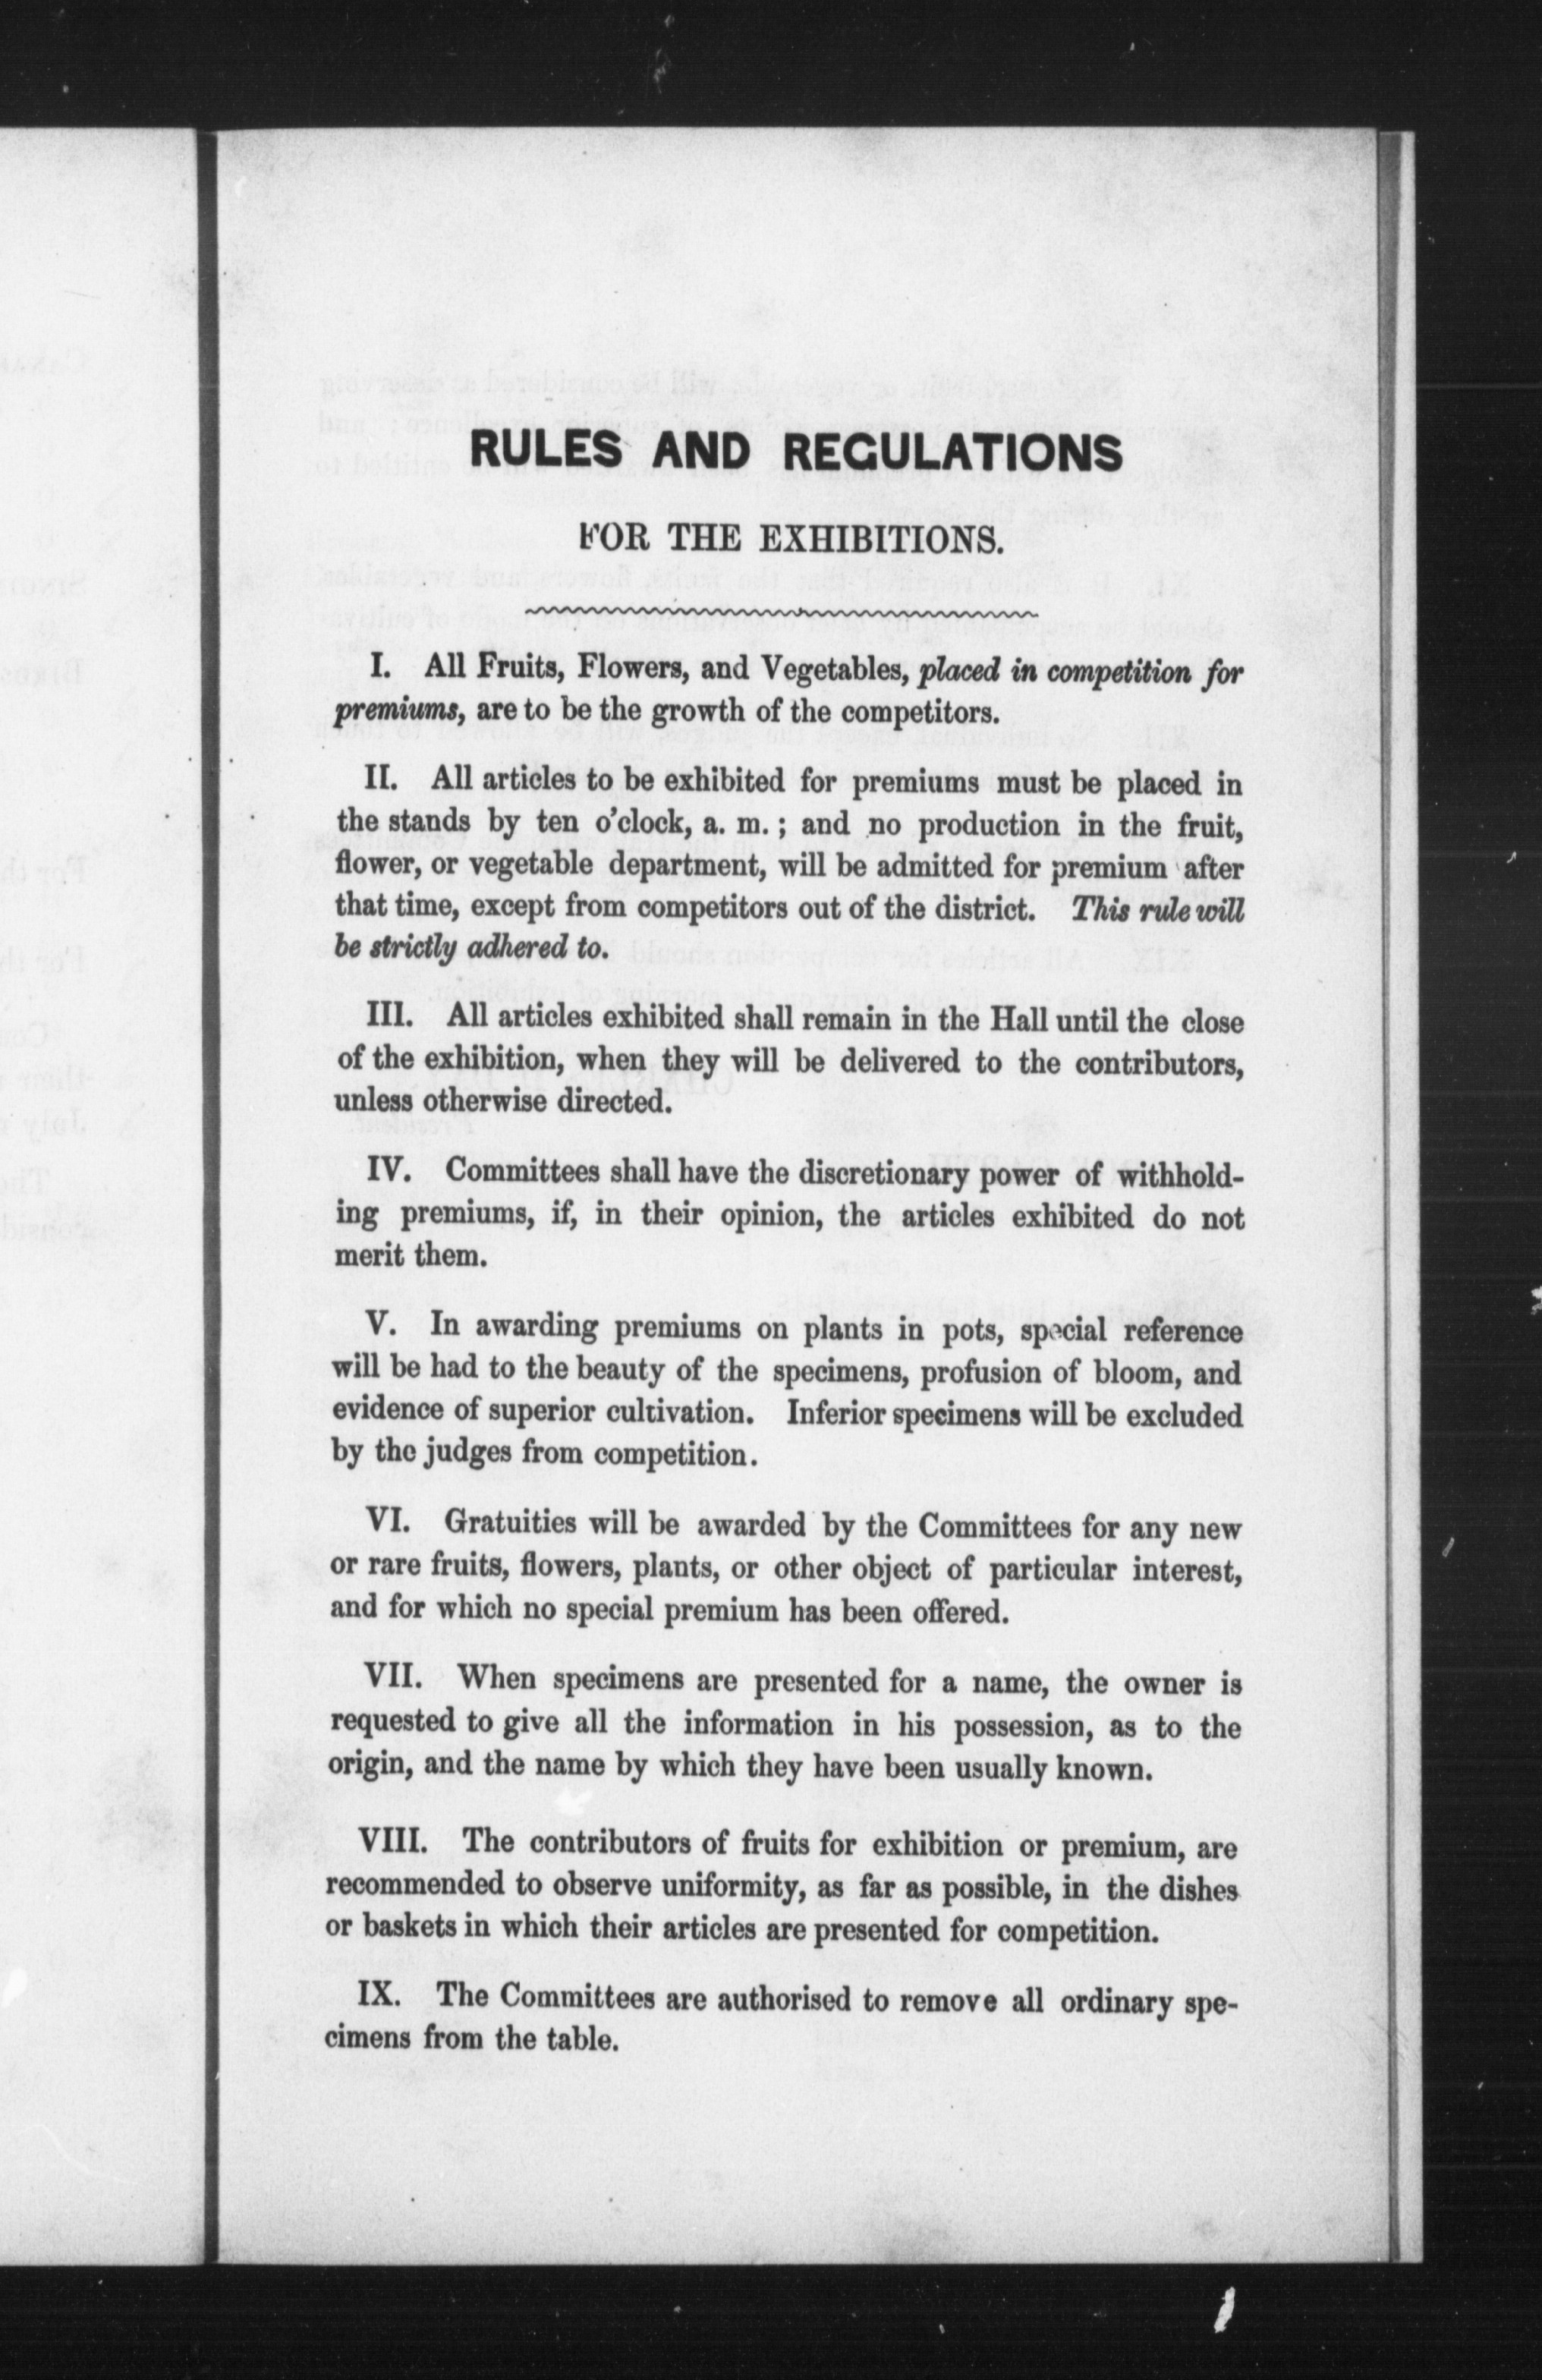 RULES AND REGULATIONS
FOR THE EXHIBITIONS.
I. All Fruits, Flowers, and Vegetables, placed in competition for
premiums, are to be the growth of the competitors.
II. All articles to be exhibited for premiums must be placed in
the stands by ten o'clock, a. m. ; and no production in the fruit,
flower, or vegetable department, will be admitted for premium after
that time, except from competitors out of the district. This rule will
be strictly adhered to.
III. All articles exhibited shall remain in the Hall until the close
of the exhibition, when they will be delivered to the contributors,
unless otherwise directed.
IV. Committees shall have the discretionary power of withhold-
ing premiums, if, in their opinion, the articles exhibited do not
merit them.
V. In awarding premiums on plants in pots, special reference
will be had to the beauty of the specimens, profusion of bloom, and
evidence of superior cultivation. Inferior specimens will be excluded
by the judges from competition.
VI. Gratuities will be awarded by the Committees for any new
or rare fruits, flowers, plants, or other object of particular interest,
and for which no special premium has been offered.
VII. When specimens are presented for a name, the owner is
requested to give all the information in his possession, as to the
origin, and the name by which they have been usually known.
VIII. The contributors of fruits for exhibition or premium, are
recommended to observe uniformity, as far as possible, in the dishes
or baskets in which their articles are presented for competition.
IX. The Committees are authorised to remove all ordinary spe-
cimens from the table.